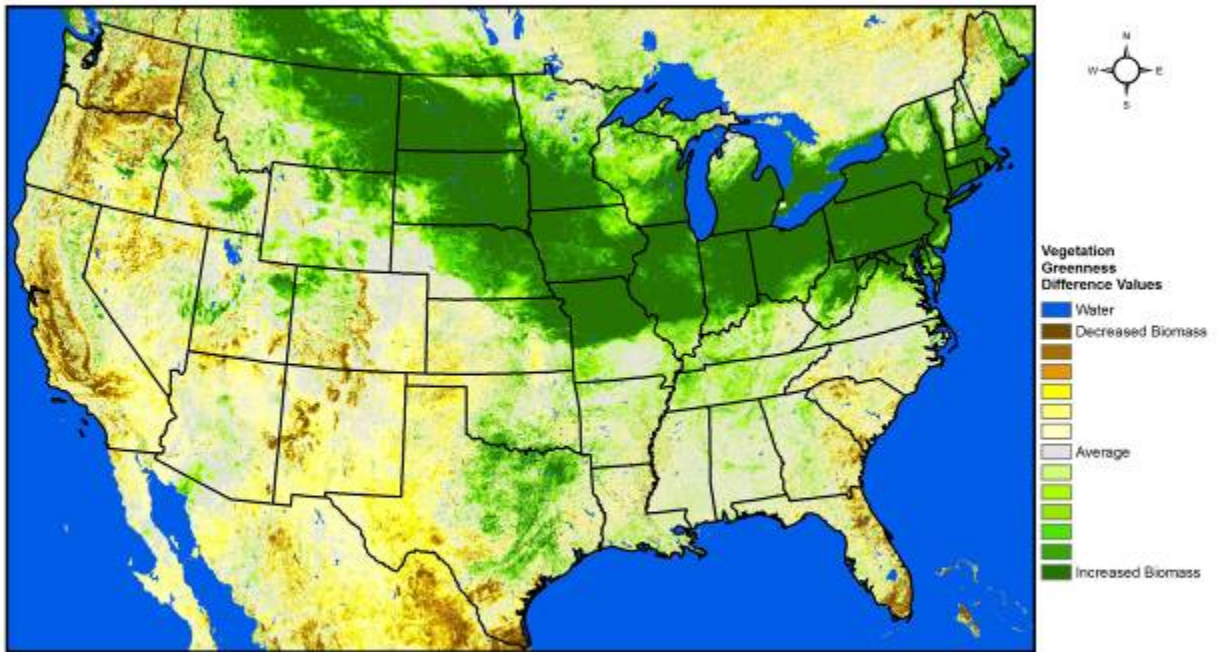 N
W E
S
Vegetation
Greenness
Difference Values
Water
Decreased Biomass
Average
Increased Biomass